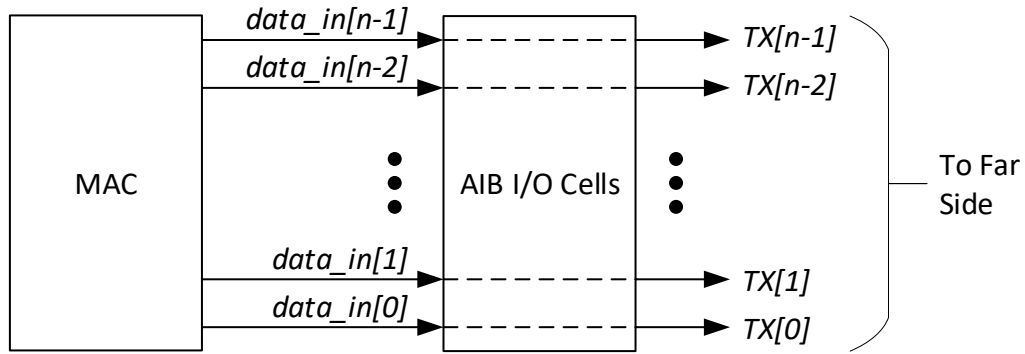 data_in[n-1]
TX[n-1]
data_in[n-2]
TX[n-2]
MAC
AIB I/O Cells
To Far
Side
data_in[1]
TX[1]
data_in[0]
TX[0]